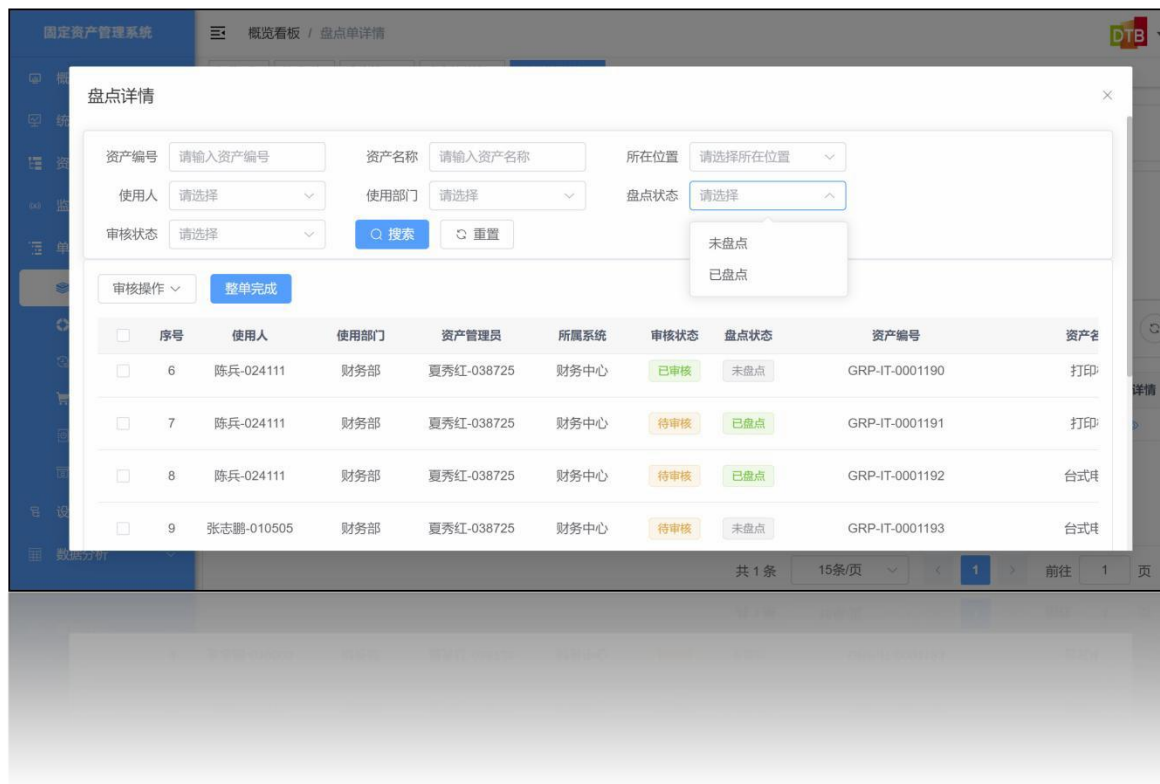 固定资产管理系统
概览看板 / 盘点单详情
DTB
概
统
资
监
单
设
数据分析
盘点详情
资产编号 请输入资产编号 资产名称 请输入资产名称 所在位置 请选择所在位置
使用人 请选择 使用部门 请选择 盘点状态 请选择
审核状态 请选择 搜索 重置
未盘点
已盘点
审核操作 整单完成
序号 使用人 使用部门 资产管理员 所属系统 审核状态 盘点状态 资产编号 资产名
6 陈兵-024111 财务部 夏秀红-038725 财务中心 已审核 未盘点 GRP-IT-0001190 打印
7 陈兵-024111 财务部 夏秀红-038725 财务中心 待审核 已盘点 GRP-IT-0001191 打印
8 陈兵-024111 财务部 夏秀红-038725 财务中心 待审核 已盘点 GRP-IT-0001192 台式电
9 张志鹏-010505 财务部 夏秀红-038725 财务中心 待审核 未盘点 GRP-IT-0001193 台式电
详情
共 1 条 15条/页 1 前往 1 页